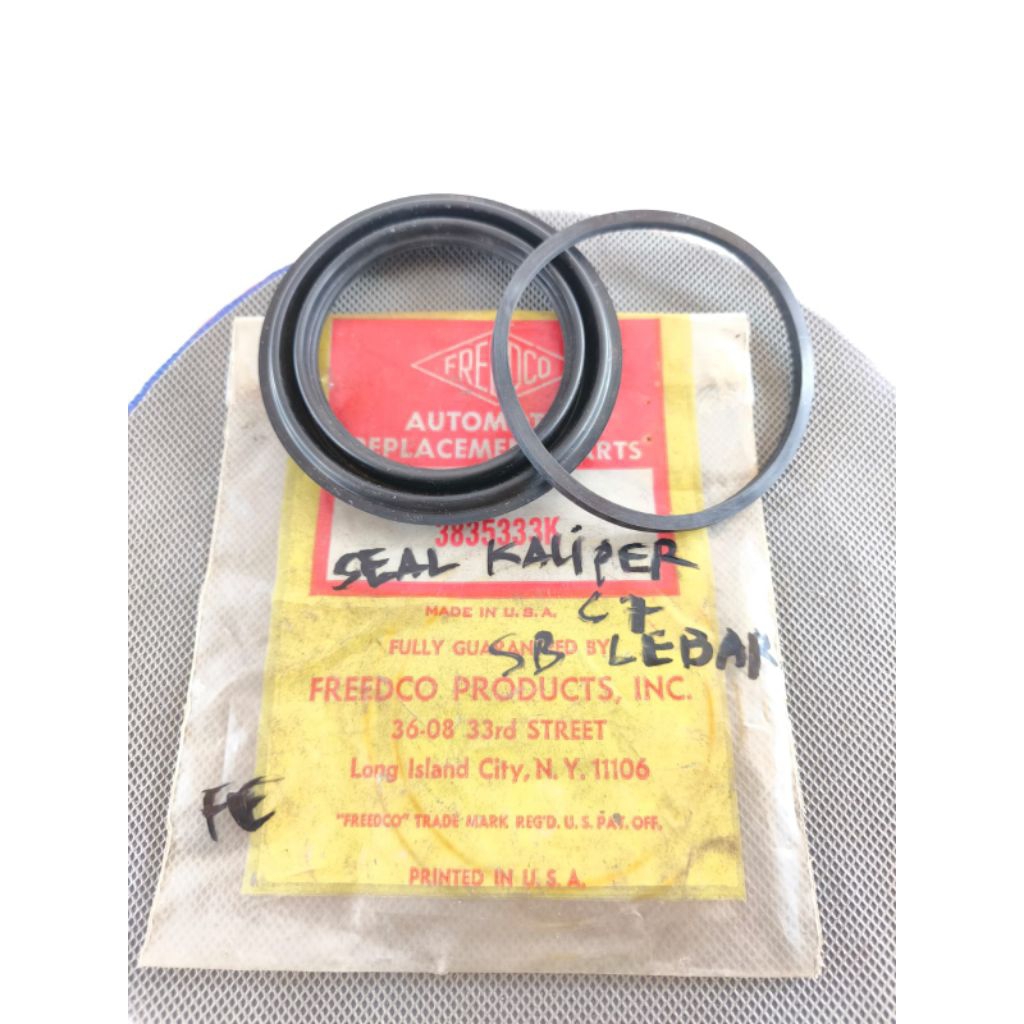 FREEDCO
AUTOMOTIVE
REPLACEMENT PARTS
3835333K
SEAL KALIPER
C7
SB LEBAR
MADE IN U.S.A.
FULLY GUARANTEED BY
FREEDCO PRODUCTS, INC.
36-08 33rd STREET
Long Island City, N.Y. 11106
FE
"FREEDCO" TRADE MARK REG'D. U.S. PAT. OFF.
PRINTED IN U.S.A.